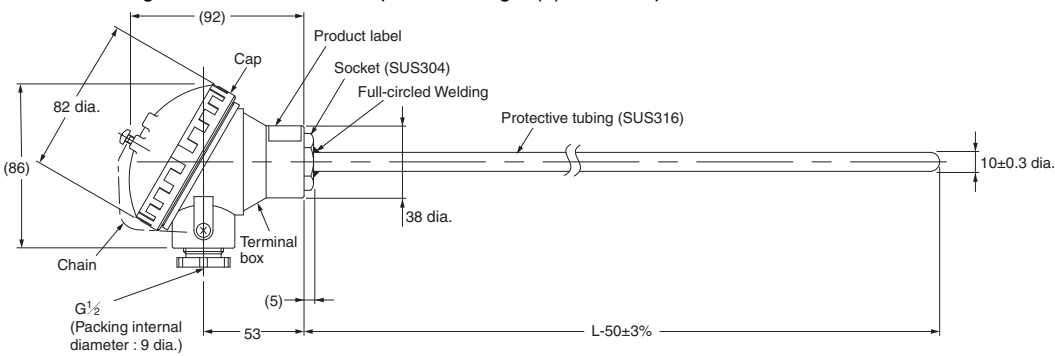 (92)
Product label
Cap
Socket (SUS304)
Full-circled Welding
82 dia.
Protective tubing (SUS316)
(86)
10±0.3 dia.
38 dia.
Terminal
box
Chain
(5)
G½
(Packing internal
diameter : 9 dia.)
53
L-50±3%